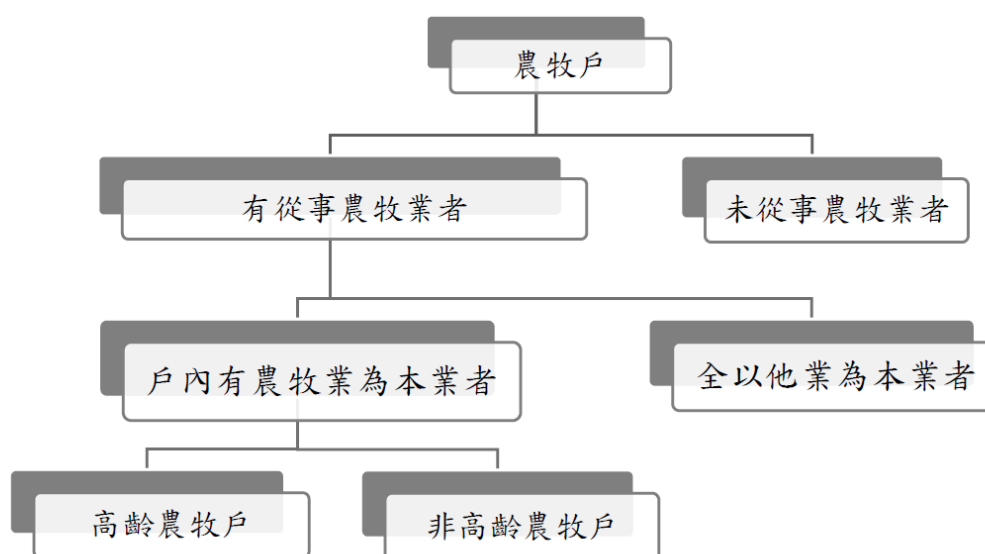 農牧戶
有從事農牧業者
未從事農牧業者
戶內有農牧業為本業者
全以他業為本業者
高齡農牧戶
非高齡農牧戶